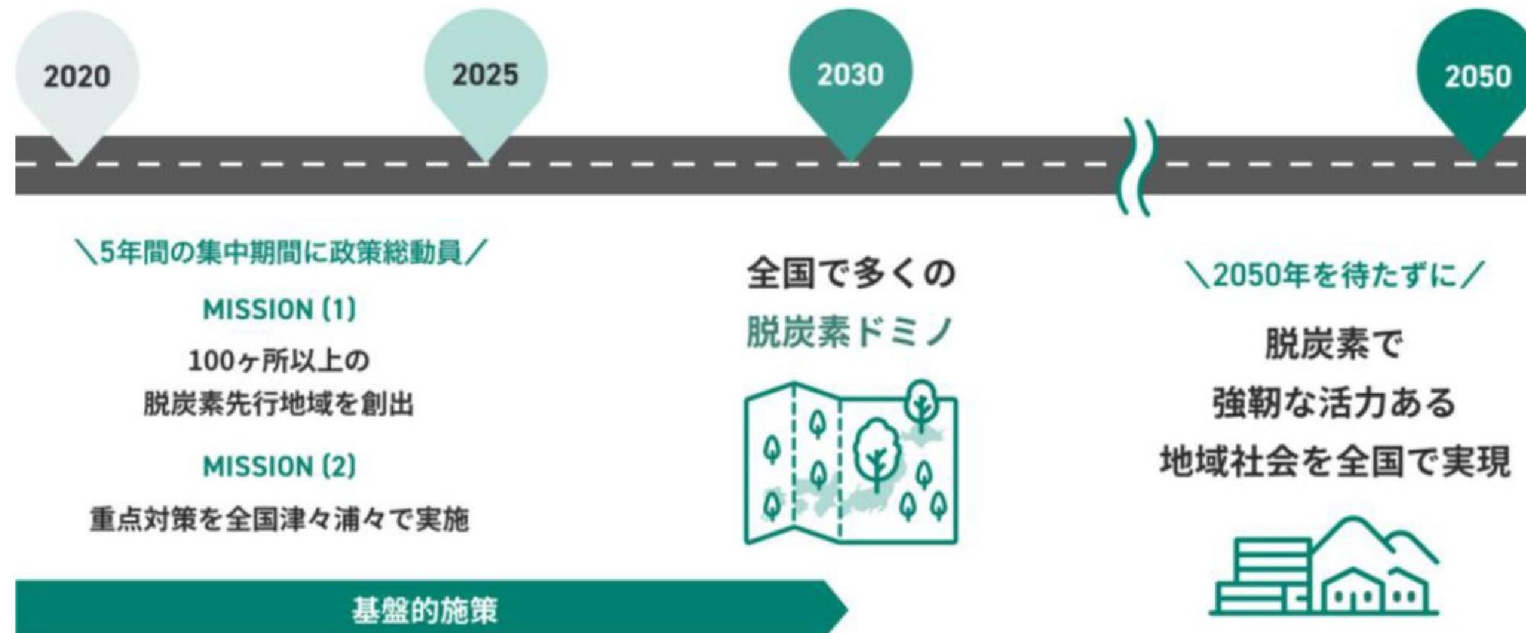 2020
2025
2030
2050
＼5年間の集中期間に政策総動員／
MISSION (1)
100ヶ所以上の
脱炭素先行地域を創出
MISSION (2)
重点対策を全国津々浦々で実施
基盤的施策
全国で多くの
脱炭素ドミノ
＼2050年を待たずに／
脱炭素で
強靭な活力ある
地域社会を全国で実現